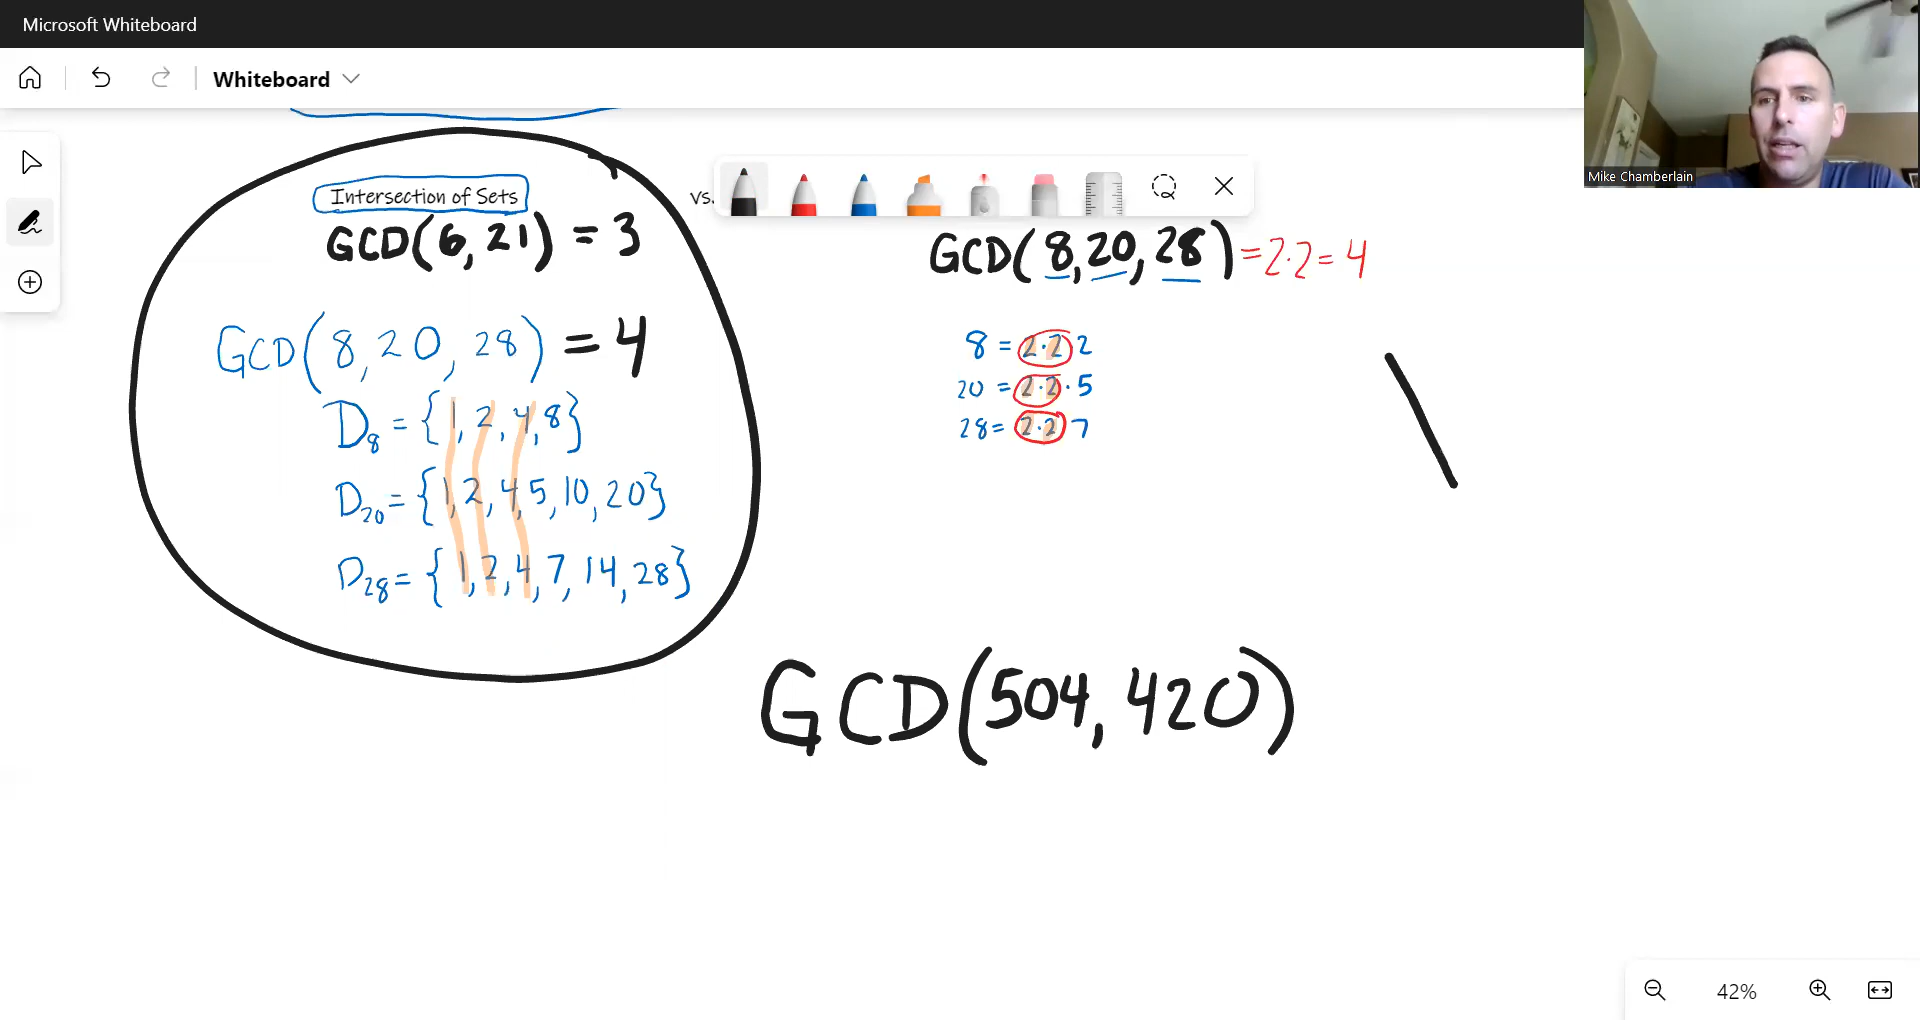 Microsoft Whiteboard
Whiteboard
Mike Chamberlain
Intersection of Sets
vs.
GCD(6, 21) = 3
GCD(8, 20, 28) = 4
D8 = {1, 2, 4, 8}
D20 = {1, 2, 4, 5, 10, 20}
D28 = {1, 2, 4, 7, 14, 28}
GCD(8, 20, 28) = 2·2 = 4
8 = 2·2 2
20 = 2·2·5
28 = 2·2 7
GCD(504, 420)
42%